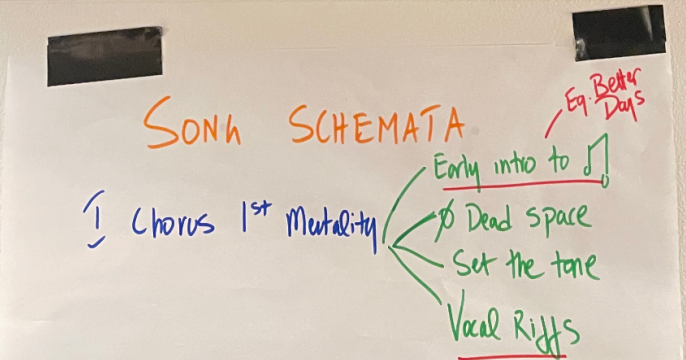 SONG SCHEMATA
Eg. Better Days
Early intro to ♫
I Chorus 1st Mentality
Ø Dead space
Set the tone
Vocal Riffs